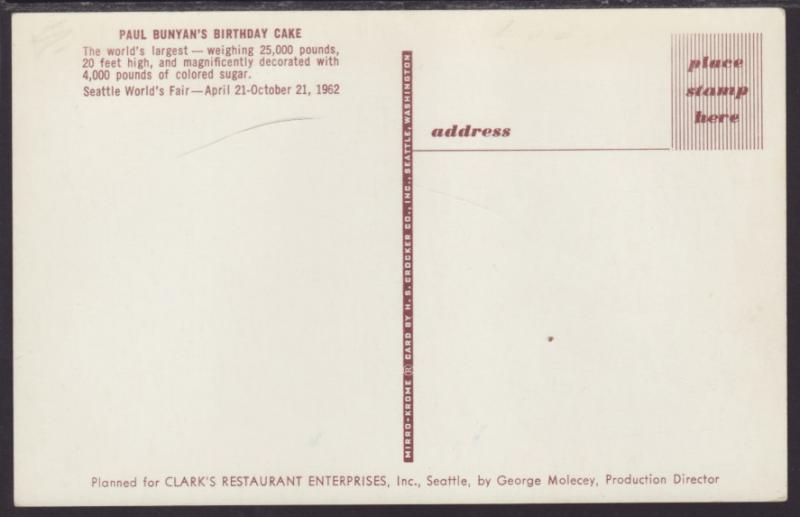 PAUL BUNYAN'S BIRTHDAY CAKE
The world's largest — weighing 25,000 pounds,
20 feet high, and magnificently decorated with
4,000 pounds of colored sugar.
Seattle World's Fair—April 21-October 21, 1962
MIRRO-KROME ® CARD BY H. S. CROCKER CO., INC., SEATTLE, WASHINGTON
address
place
stamp
here
Planned for CLARK'S RESTAURANT ENTERPRISES, Inc., Seattle, by George Molecey, Production Director